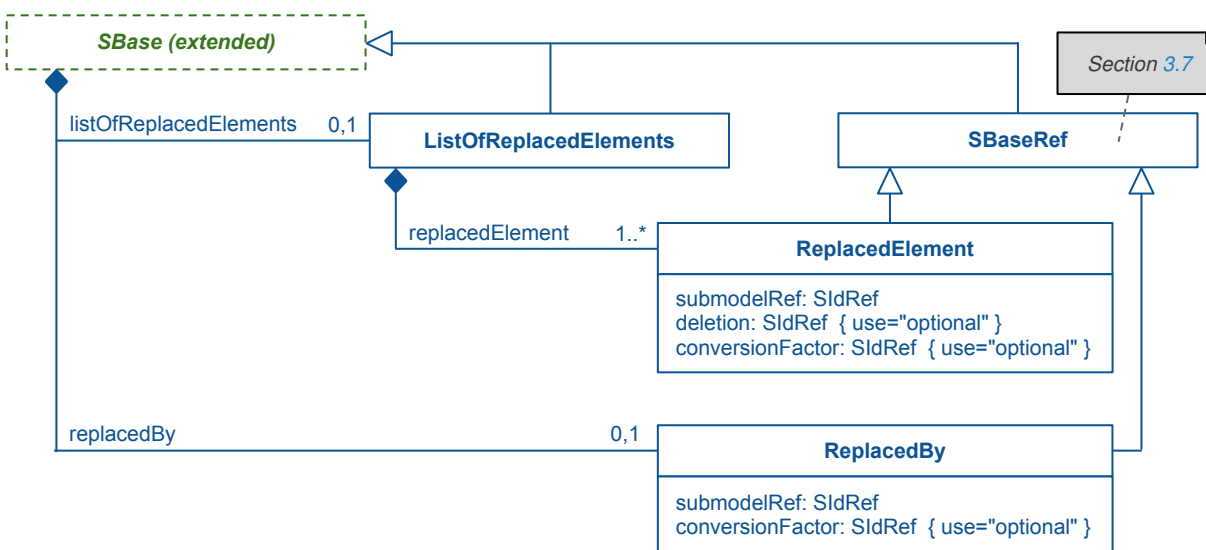 SBase (extended)
Section 3.7
listOfReplacedElements 0,1
ListOfReplacedElements
SBaseRef
replacedElement 1..*
ReplacedElement
submodelRef: SIdRef
deletion: SIdRef { use="optional" }
conversionFactor: SIdRef { use="optional" }
replacedBy 0,1
ReplacedBy
submodelRef: SIdRef
conversionFactor: SIdRef { use="optional" }